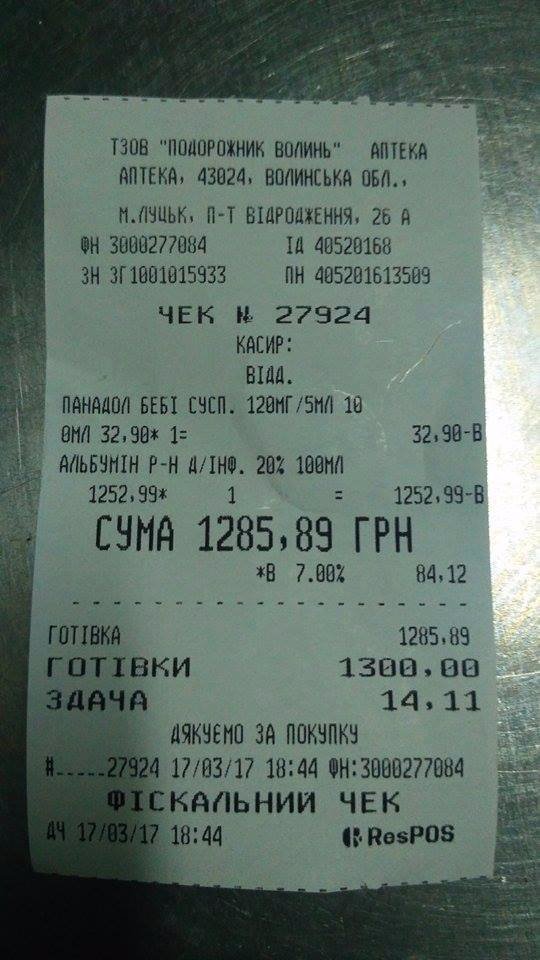 ТЗОВ "ПОДОРОЖНИК ВОЛИНЬ" АПТЕКА
АПТЕКА, 43024, ВОЛИНСЬКА ОБЛ.,
М.ЛУЦЬК, П-Т ВІДРОДЖЕННЯ, 26 А
ФН 3000277084 ІД 40520168
ЗН ЗГ1001015933 ПН 405201613509
ЧЕК № 27924
КАСИР:
ВІДД.
ПАНАДОЛ БЕБІ СУСП. 120МГ/5МЛ 10
0МЛ 32,90* 1= 32,90-В
АЛЬБУМІН Р-Н Д/ІНФ. 20% 100МЛ
1252,99* 1 = 1252,99-В
СУМА 1285,89 ГРН
*В 7.00% 84,12
- - - - - - - - - - - - - - - - - - - - - -
ГОТІВКА 1285,89
ГОТІВКИ 1300,00
ЗДАЧА 14,11
ДЯКУЄМО ЗА ПОКУПКУ
#.....27924 17/03/17 18:44 ФН:3000277084
ФІСКАЛЬНИЙ ЧЕК
ДЧ 17/03/17 18:44 ResPOS